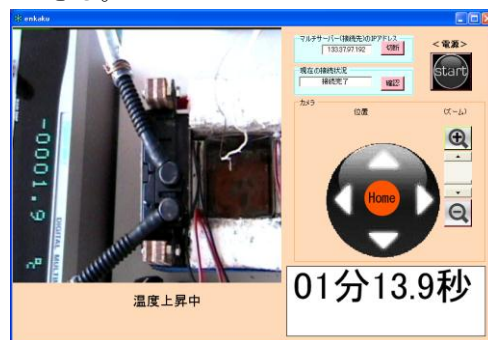 enkaku
マルチサーバー(接続先)のIPアドレス
133.37.97.192
切断
<電源>
start
現在の接続状況
接続完了
確認
カメラ
位置
(ズーム)
Home
-0001.9 ℃
DIGITAL MULTI
温度上昇中
01分13.9秒